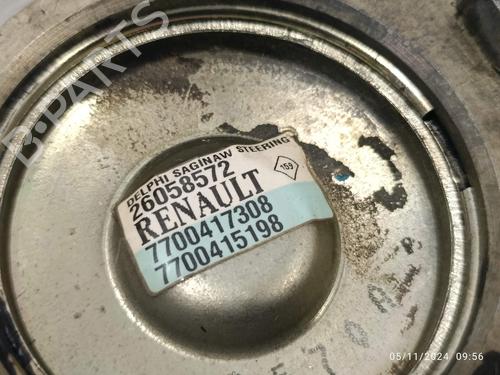 B-PARTS
DELPHI SAGINAW STEERING
26058572
159
RENAULT
7700417308
7700415198
05/11/2024 09:56